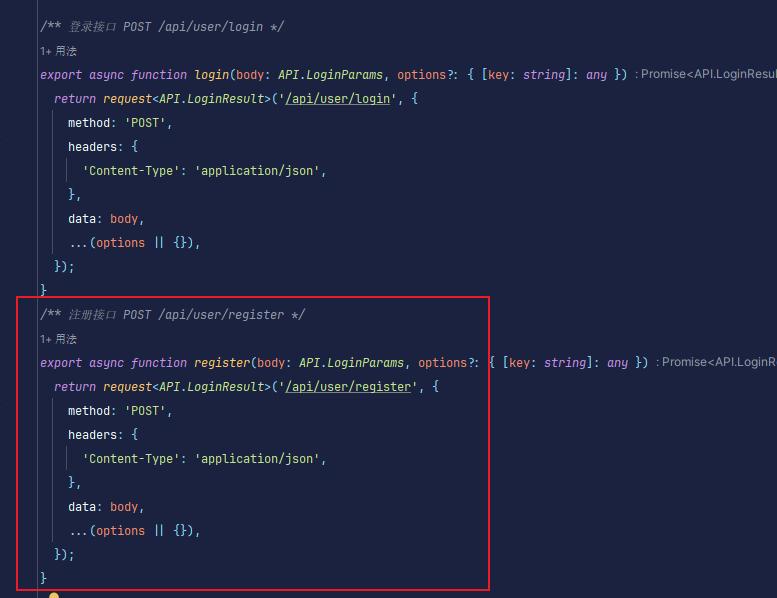 /** 登录接口 POST /api/user/login */
1+ 用法
export async function login(body: API.LoginParams, options?: { [key: string]: any }) : Promise<API.LoginResul
return request<API.LoginResult>('/api/user/login', {
method: 'POST',
headers: {
'Content-Type': 'application/json',
},
data: body,
...(options || {}),
});
}
/** 注册接口 POST /api/user/register */
1+ 用法
export async function register(body: API.LoginParams, options?: { [key: string]: any }) : Promise<API.LoginR
return request<API.LoginResult>('/api/user/register', {
method: 'POST',
headers: {
'Content-Type': 'application/json',
},
data: body,
...(options || {}),
});
}